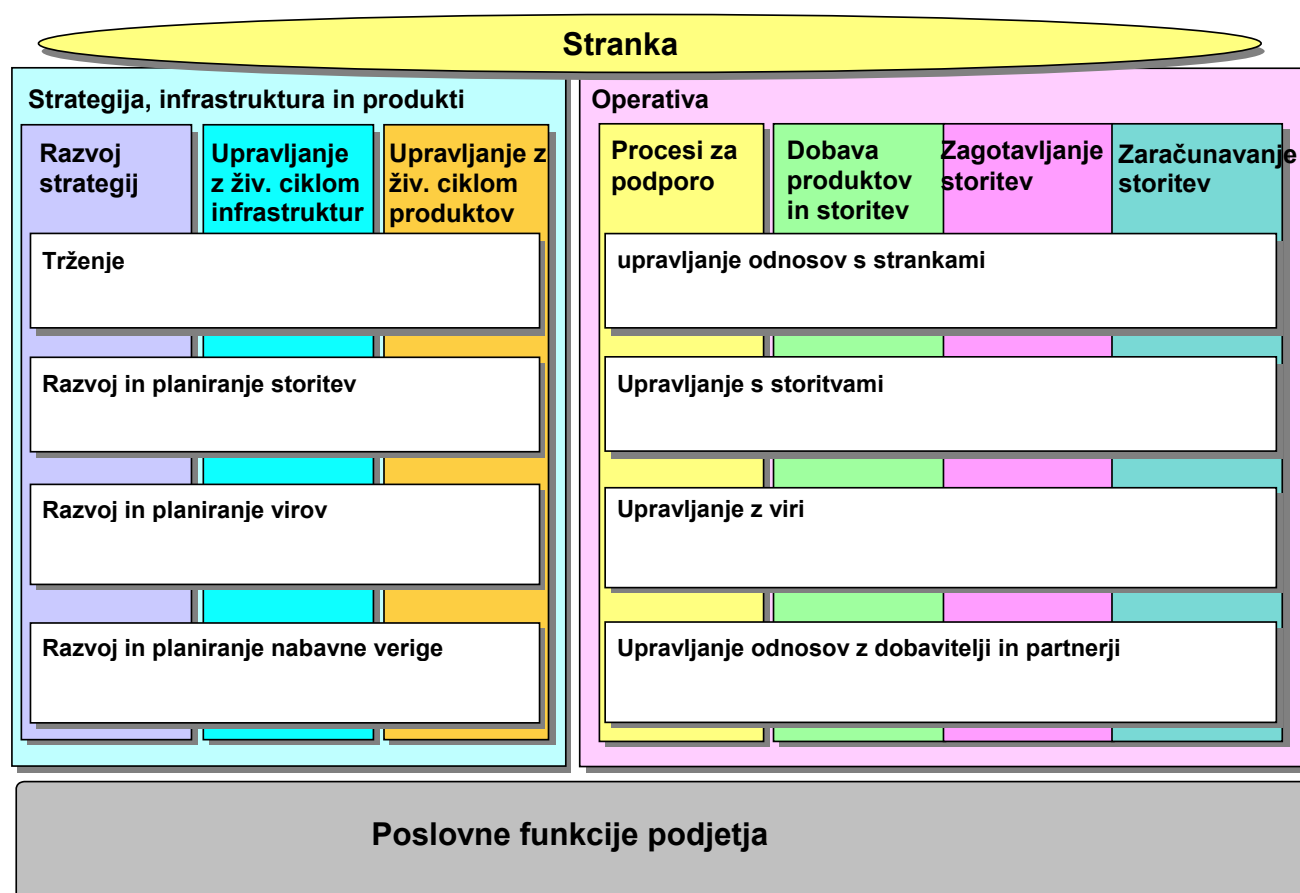 Stranka
Strategija, infrastruktura in produkti
Razvoj
strategij
Upravljanje
z živ. ciklom
infrastruktur
Upravljanje z
živ. ciklom
produktov
Trženje
Razvoj in planiranje storitev
Razvoj in planiranje virov
Razvoj in planiranje nabavne verige
Operativa
Procesi za
podporo
Dobava
produktov
in storitev
Zagotavljanje
storitev
Zaračunavanje
storitev
upravljanje odnosov s strankami
Upravljanje s storitvami
Upravljanje z viri
Upravljanje odnosov z dobavitelji in partnerji
Poslovne funkcije podjetja